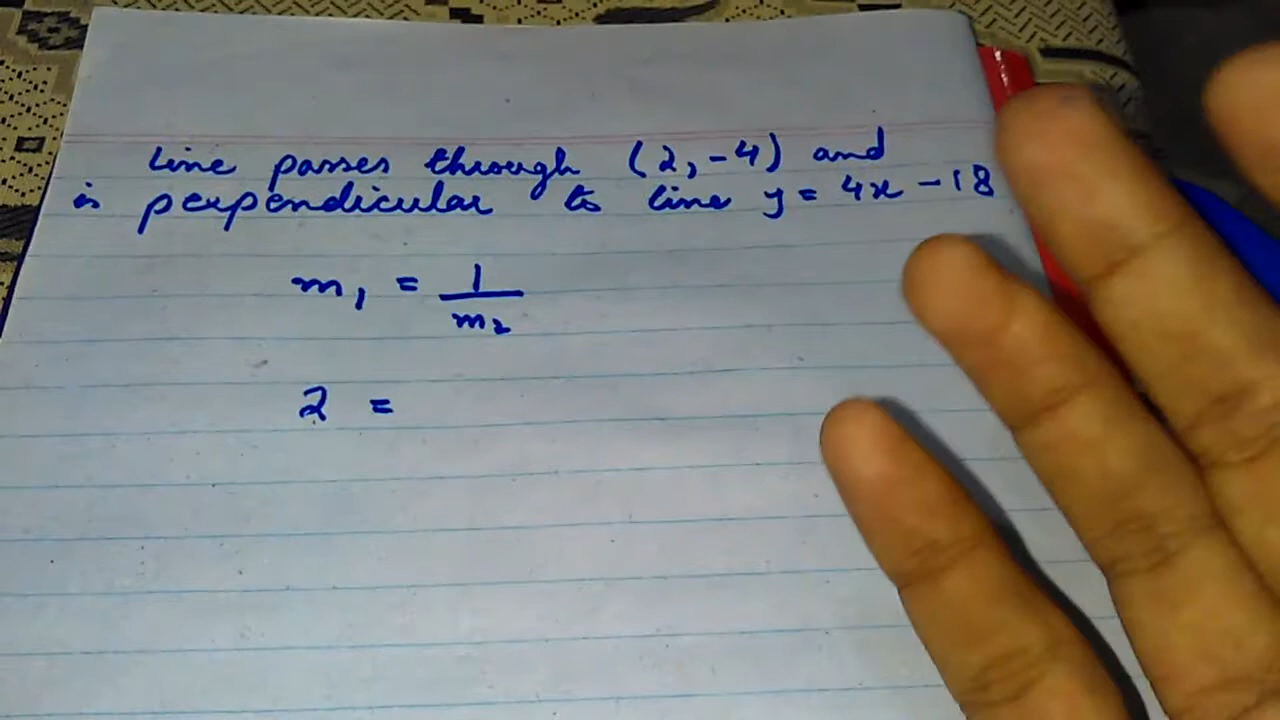 Line passes through (2, -4) and
is perpendicular to line y = 4x - 18
m₁ = 1/m₂
2 =